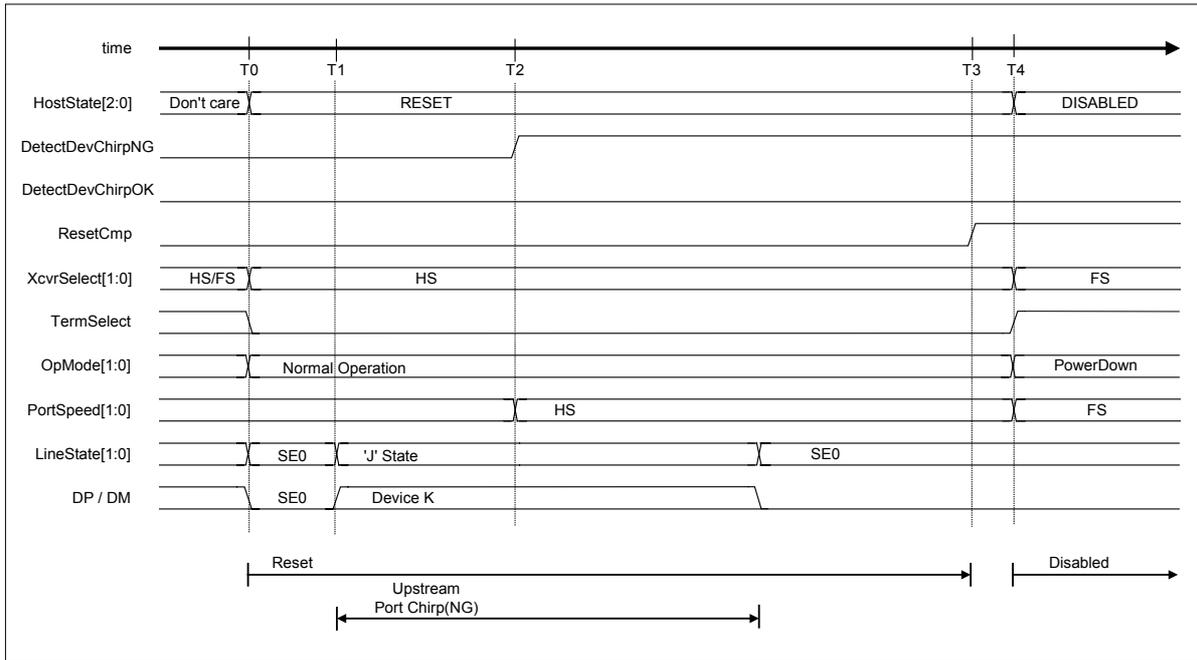 time
T0 T1 T2 T3 T4
HostState[2:0] Don't care RESET DISABLED
DetectDevChirpNG
DetectDevChirpOK
ResetCmp
XcvrSelect[1:0] HS/FS HS FS
TermSelect
OpMode[1:0] Normal Operation PowerDown
PortSpeed[1:0] HS FS
LineState[1:0] SE0 'J' State SE0
DP / DM SE0 Device K
Reset Disabled
Upstream
Port Chirp(NG)